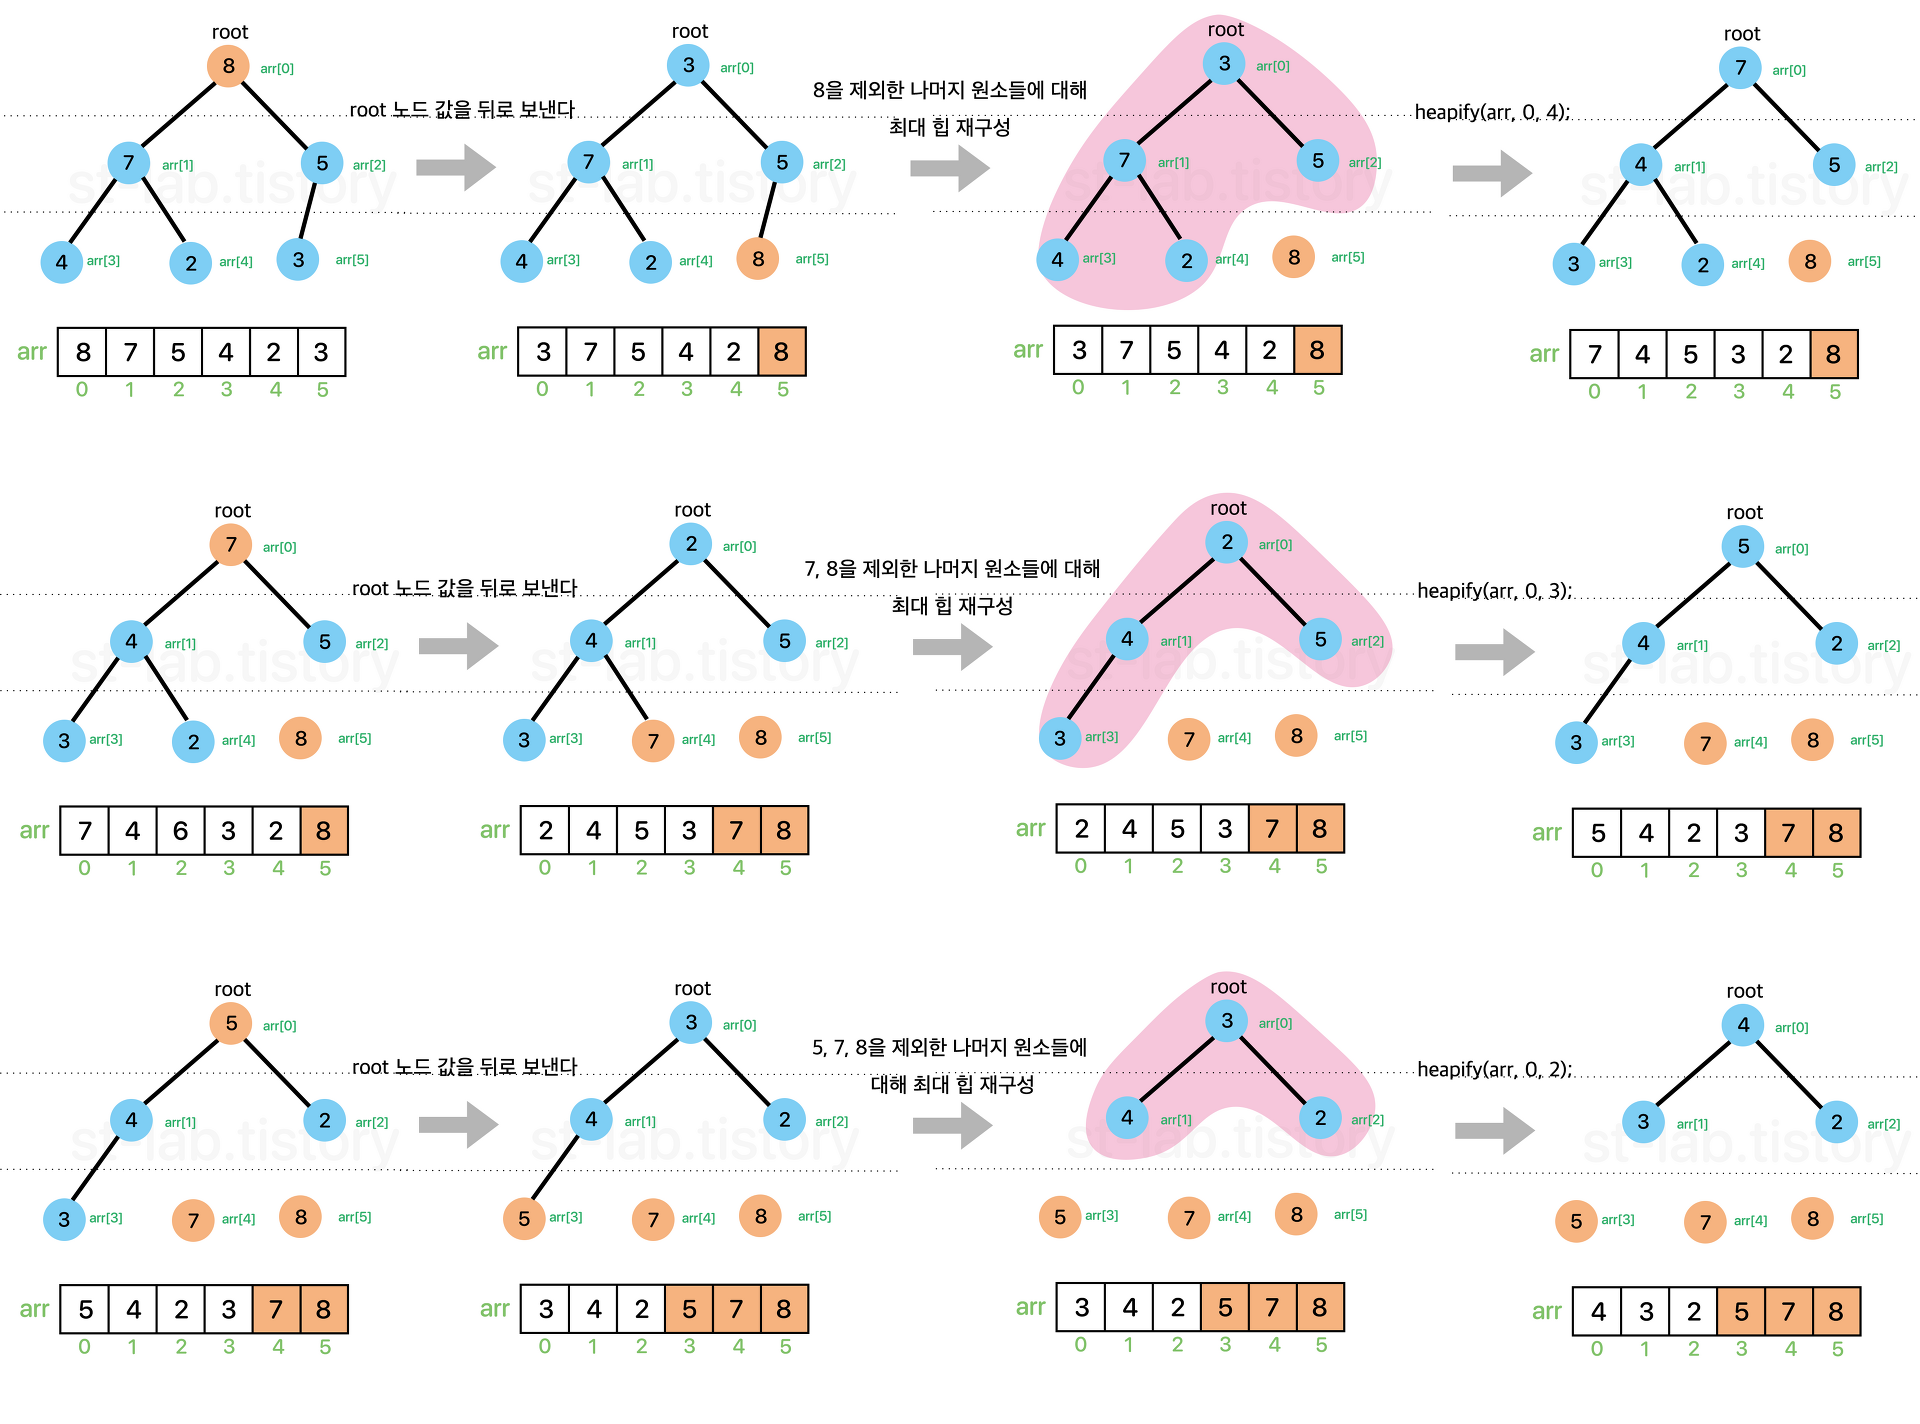 root
8
arr[0]
7
arr[1]
5
arr[2]
4
arr[3]
2
arr[4]
3
arr[5]
arr 8 7 5 4 2 3
0 1 2 3 4 5
root 노드 값을 뒤로 보낸다
root
3
arr[0]
7
arr[1]
5
arr[2]
4
arr[3]
2
arr[4]
8
arr[5]
arr 3 7 5 4 2 8
0 1 2 3 4 5
8을 제외한 나머지 원소들에 대해
최대 힙 재구성
root
3
arr[0]
7
arr[1]
5
arr[2]
4
arr[3]
2
arr[4]
8
arr[5]
arr 3 7 5 4 2 8
0 1 2 3 4 5
heapify(arr, 0, 4);
root
7
arr[0]
4
arr[1]
5
arr[2]
3
arr[3]
2
arr[4]
8
arr[5]
arr 7 4 5 3 2 8
0 1 2 3 4 5
root
7
arr[0]
4
arr[1]
5
arr[2]
3
arr[3]
2
arr[4]
8
arr[5]
arr 7 4 6 3 2 8
0 1 2 3 4 5
root 노드 값을 뒤로 보낸다
root
2
arr[0]
4
arr[1]
5
arr[2]
3
arr[3]
7
arr[4]
8
arr[5]
arr 2 4 5 3 7 8
0 1 2 3 4 5
7, 8을 제외한 나머지 원소들에 대해
최대 힙 재구성
root
2
arr[0]
4
arr[1]
5
arr[2]
3
arr[3]
7
arr[4]
8
arr[5]
arr 2 4 5 3 7 8
0 1 2 3 4 5
heapify(arr, 0, 3);
root
5
arr[0]
4
arr[1]
2
arr[2]
3
arr[3]
7
arr[4]
8
arr[5]
arr 5 4 2 3 7 8
0 1 2 3 4 5
root
5
arr[0]
4
arr[1]
2
arr[2]
3
arr[3]
7
arr[4]
8
arr[5]
arr 5 4 2 3 7 8
0 1 2 3 4 5
root 노드 값을 뒤로 보낸다
root
3
arr[0]
4
arr[1]
2
arr[2]
5
arr[3]
7
arr[4]
8
arr[5]
arr 3 4 2 5 7 8
0 1 2 3 4 5
5, 7, 8을 제외한 나머지 원소들에
대해 최대 힙 재구성
root
3
arr[0]
4
arr[1]
2
arr[2]
5
arr[3]
7
arr[4]
8
arr[5]
arr 3 4 2 5 7 8
0 1 2 3 4 5
heapify(arr, 0, 2);
root
4
arr[0]
3
arr[1]
2
arr[2]
5
arr[3]
7
arr[4]
8
arr[5]
arr 4 3 2 5 7 8
0 1 2 3 4 5